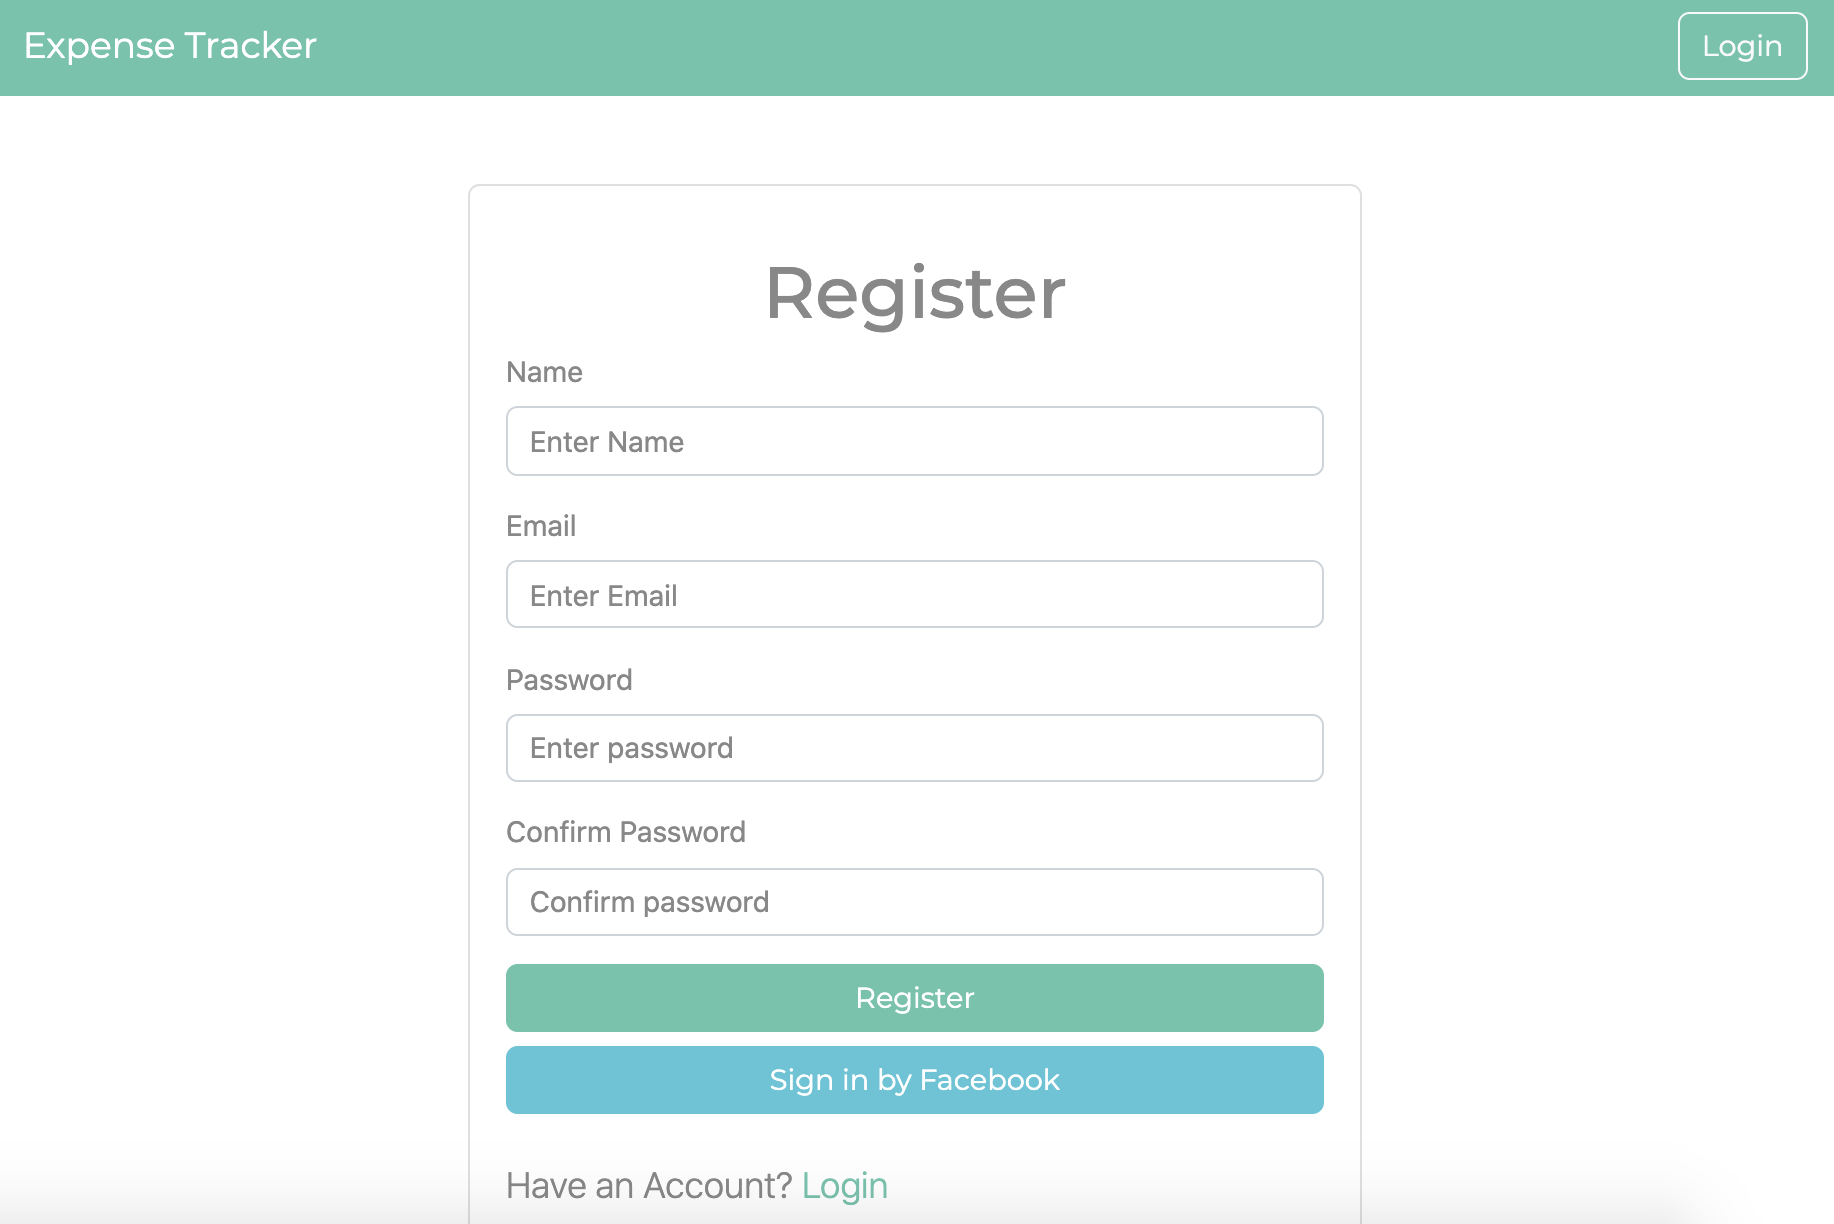 Expense Tracker
Login
Register
Name
Enter Name
Email
Enter Email
Password
Enter password
Confirm Password
Confirm password
Register
Sign in by Facebook
Have an Account? Login